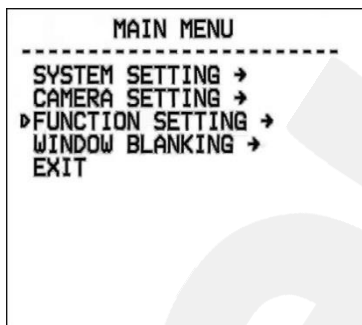 MAIN MENU
SYSTEM SETTING →
CAMERA SETTING →
▷FUNCTION SETTING →
WINDOW BLANKING →
EXIT